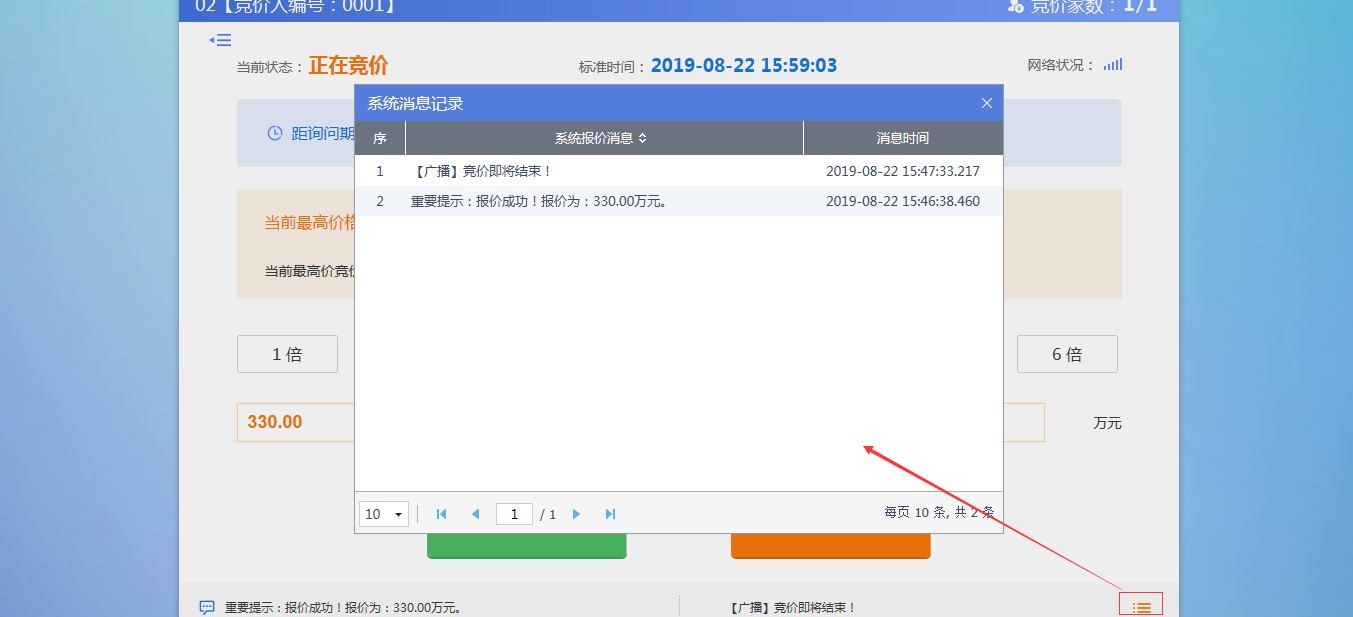 02【竞价人编号：0001】
竞价家数：1/1
当前状态：正在竞价
标准时间：2019-08-22 15:59:03
网络状况：
系统消息记录
距询问期
序 系统报价消息 消息时间
1 【广播】竞价即将结束！ 2019-08-22 15:47:33.217
2 重要提示：报价成功！报价为：330.00万元。 2019-08-22 15:46:38.460
当前最高价格
当前最高价竞价
1 倍
6 倍
330.00
万元
10
1 / 1
每页 10 条, 共 2 条
重要提示：报价成功！报价为：330.00万元。
【广播】竞价即将结束！